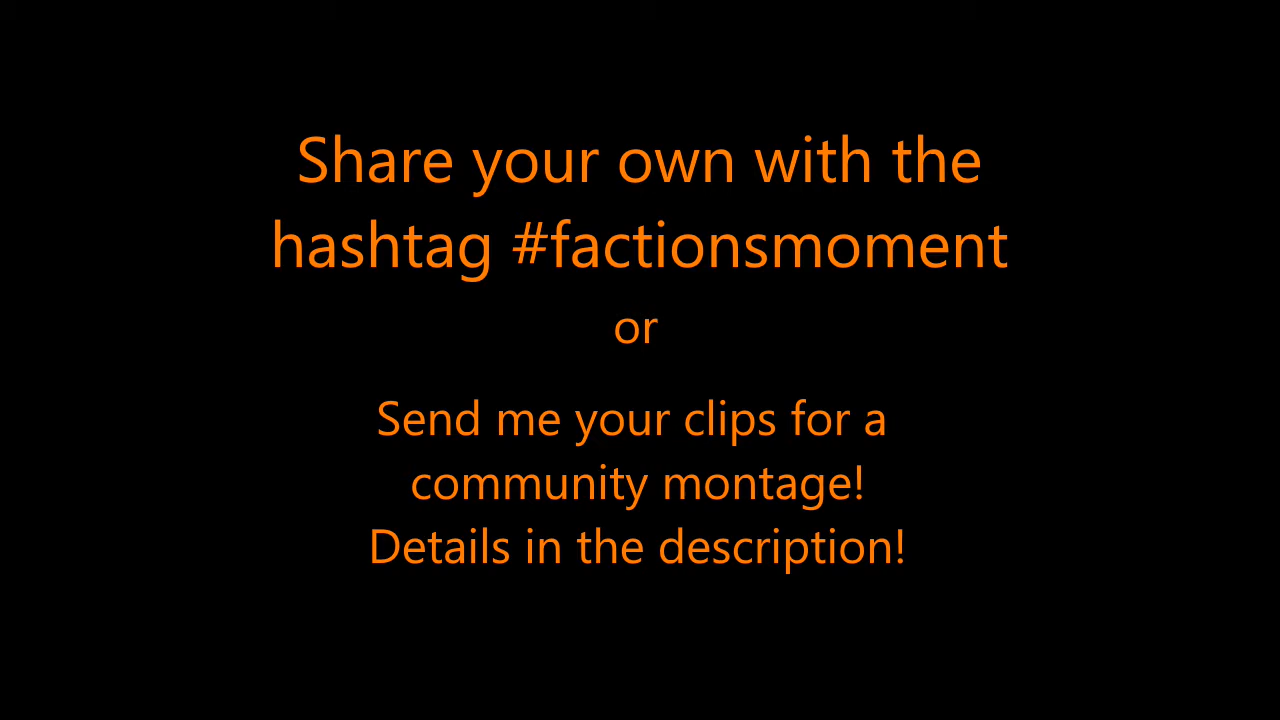 Share your own with the
hashtag #factionsmoment
or
Send me your clips for a
community montage!
Details in the description!